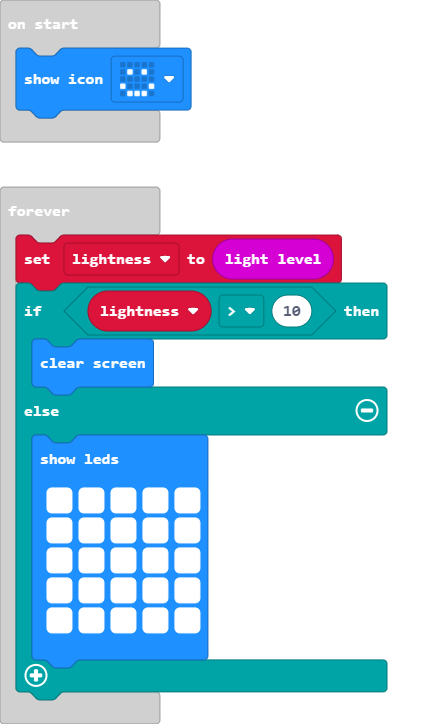 on start
show icon
forever
set lightness to light level
if lightness > 10 then
clear screen
else
show leds